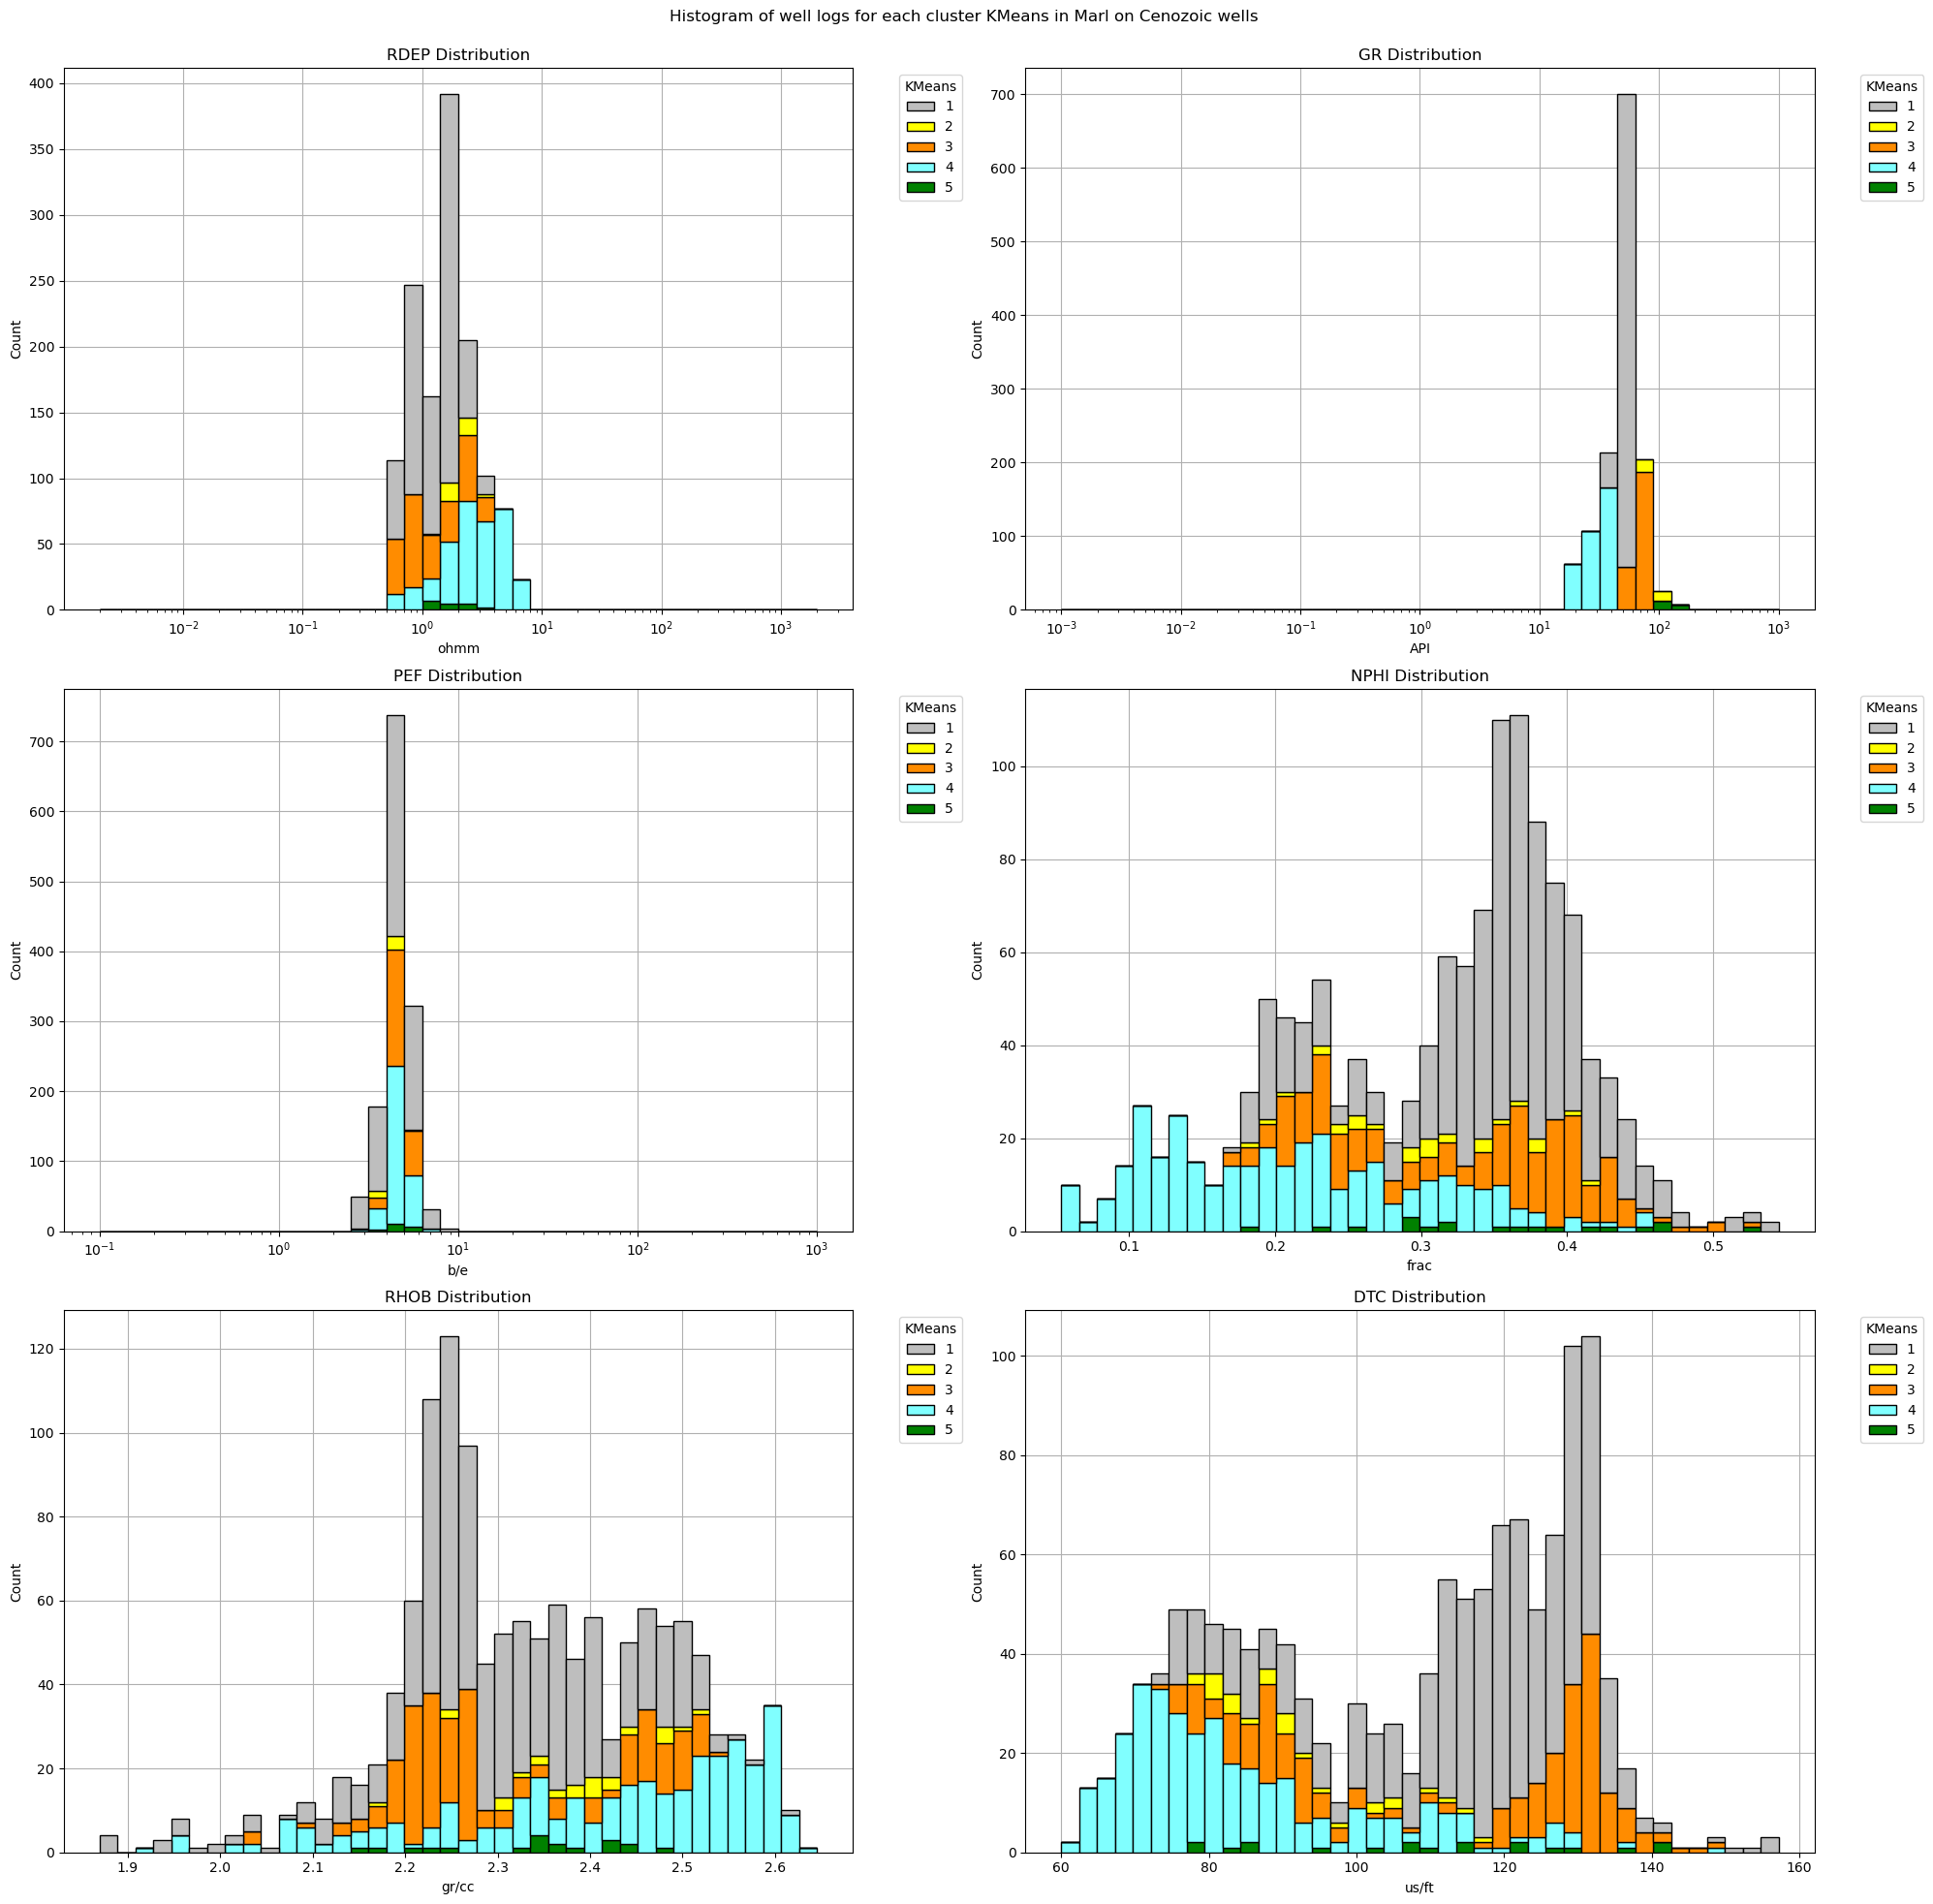 Histogram of well logs for each cluster KMeans in Marl on Cenozoic wells
RDEP Distribution
Count
400
350
300
250
200
150
100
50
0
10⁻² 10⁻¹ 10⁰ 10¹ 10² 10³
ohmm
KMeans
1
2
3
4
5
GR Distribution
Count
700
600
500
400
300
200
100
0
10⁻³ 10⁻² 10⁻¹ 10⁰ 10¹ 10² 10³
API
KMeans
1
2
3
4
5
PEF Distribution
Count
700
600
500
400
300
200
100
0
10⁻¹ 10⁰ 10¹ 10² 10³
b/e
KMeans
1
2
3
4
5
NPHI Distribution
Count
100
80
60
40
20
0
0.1 0.2 0.3 0.4 0.5
frac
KMeans
1
2
3
4
5
RHOB Distribution
Count
120
100
80
60
40
20
0
1.9 2.0 2.1 2.2 2.3 2.4 2.5 2.6
gr/cc
KMeans
1
2
3
4
5
DTC Distribution
Count
100
80
60
40
20
0
60 80 100 120 140 160
us/ft
KMeans
1
2
3
4
5